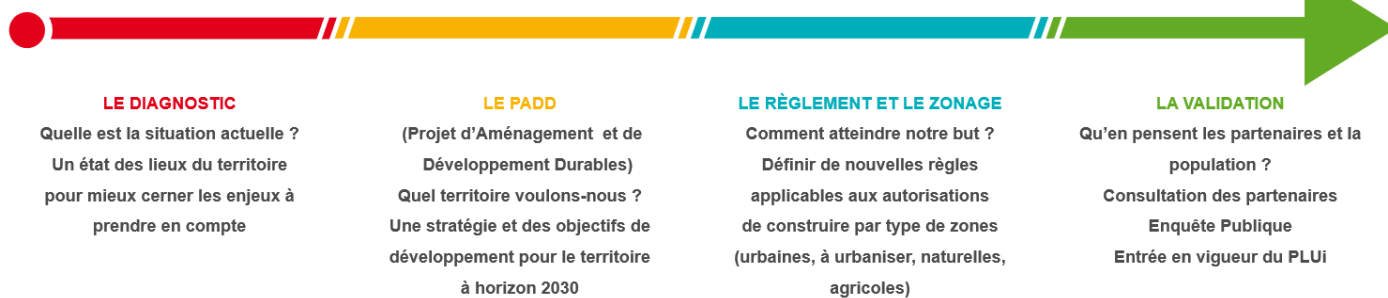 LE DIAGNOSTIC
Quelle est la situation actuelle ?
Un état des lieux du territoire
pour mieux cerner les enjeux à
prendre en compte
LE PADD
(Projet d’Aménagement et de
Développement Durables)
Quel territoire voulons-nous ?
Une stratégie et des objectifs de
développement pour le territoire
à horizon 2030
LE RÈGLEMENT ET LE ZONAGE
Comment atteindre notre but ?
Définir de nouvelles règles
applicables aux autorisations
de construire par type de zones
(urbaines, à urbaniser, naturelles,
agricoles)
LA VALIDATION
Qu’en pensent les partenaires et la
population ?
Consultation des partenaires
Enquête Publique
Entrée en vigueur du PLUi